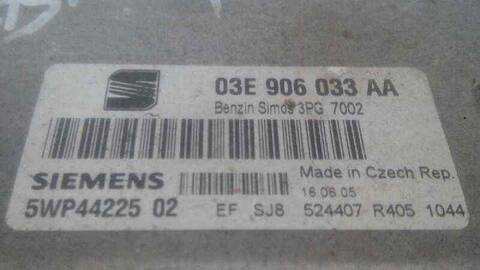 03E 906 033 AA
Benzin Simos 3PG 7002
SIEMENS
Made in Czech Rep.
16.06.05
5WP44225 02
EF SJ8 524407 R405 1044